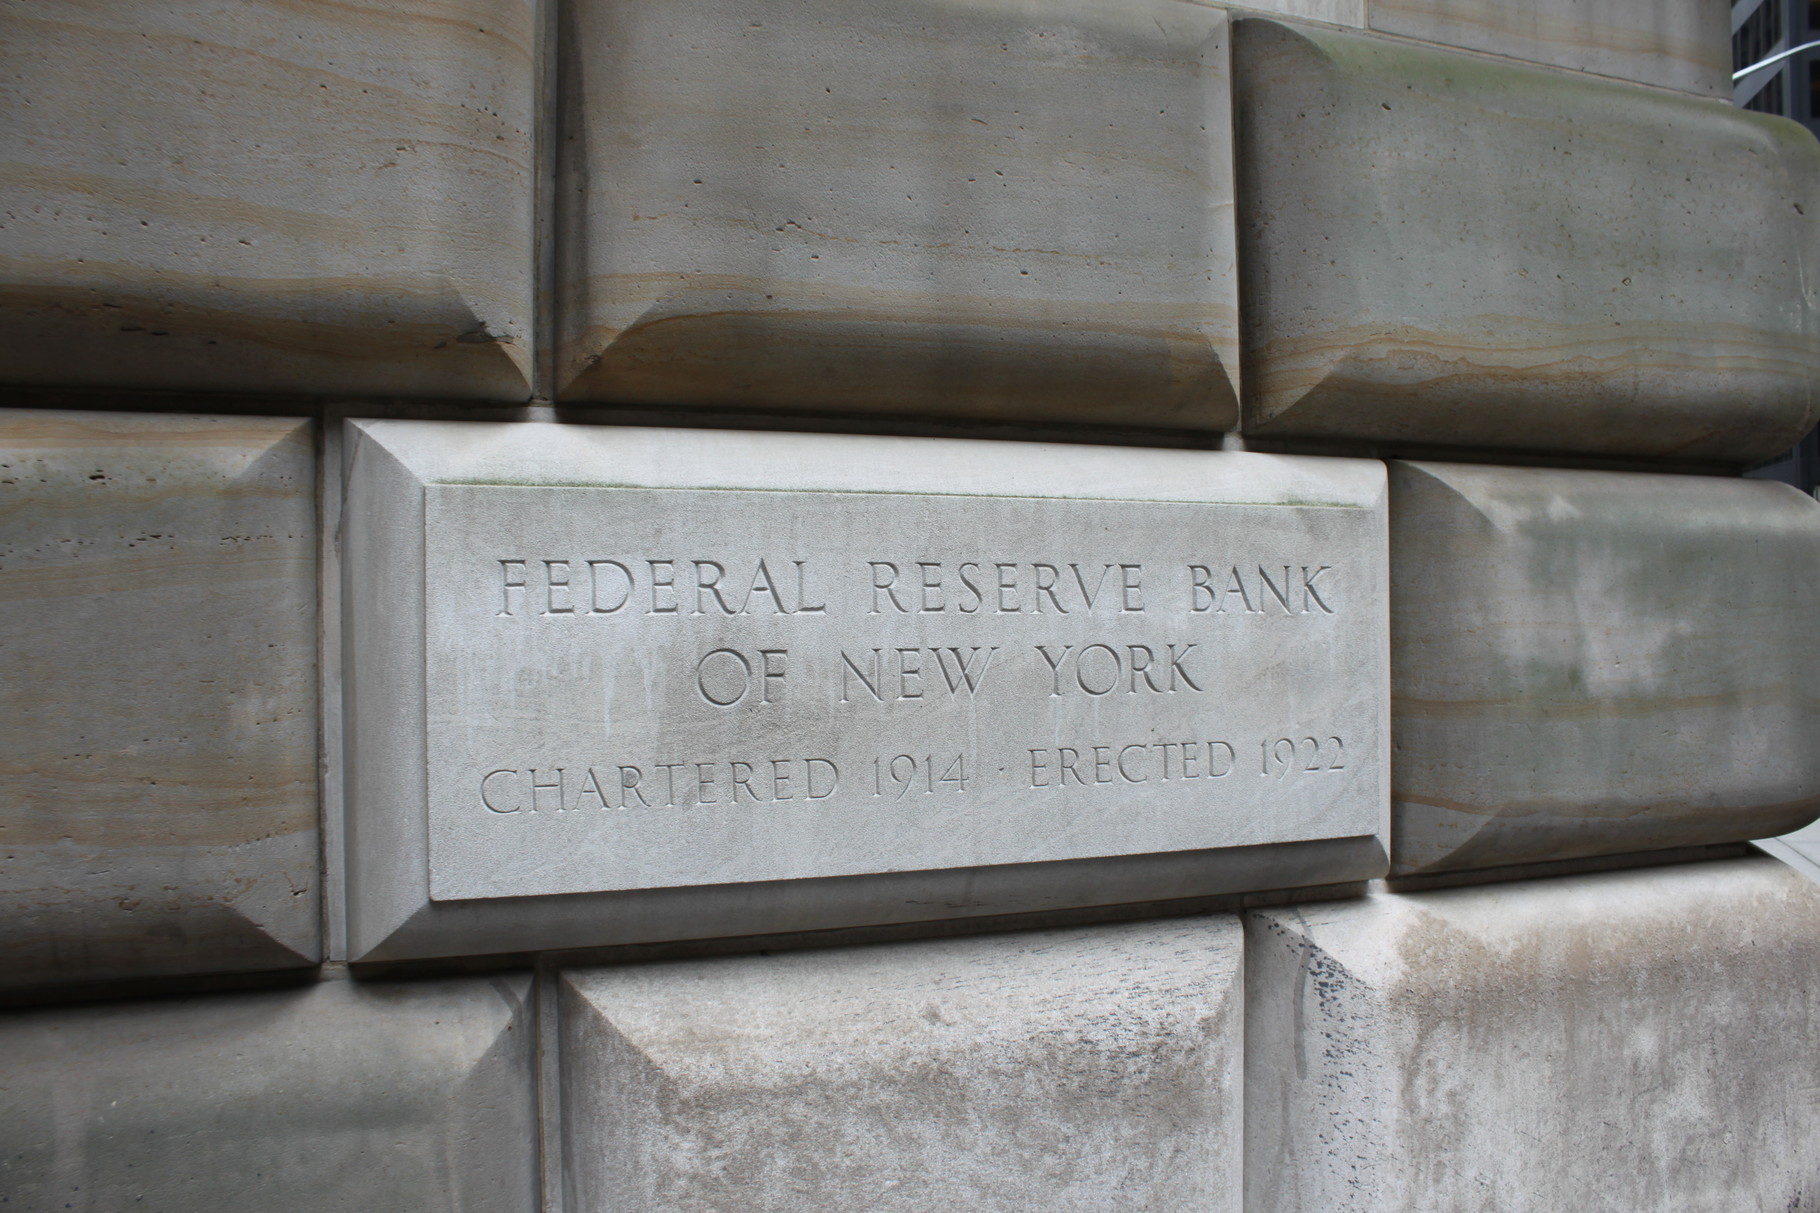 FEDERAL RESERVE BANK
OF NEW YORK
CHARTERED 1914 · ERECTED 1922